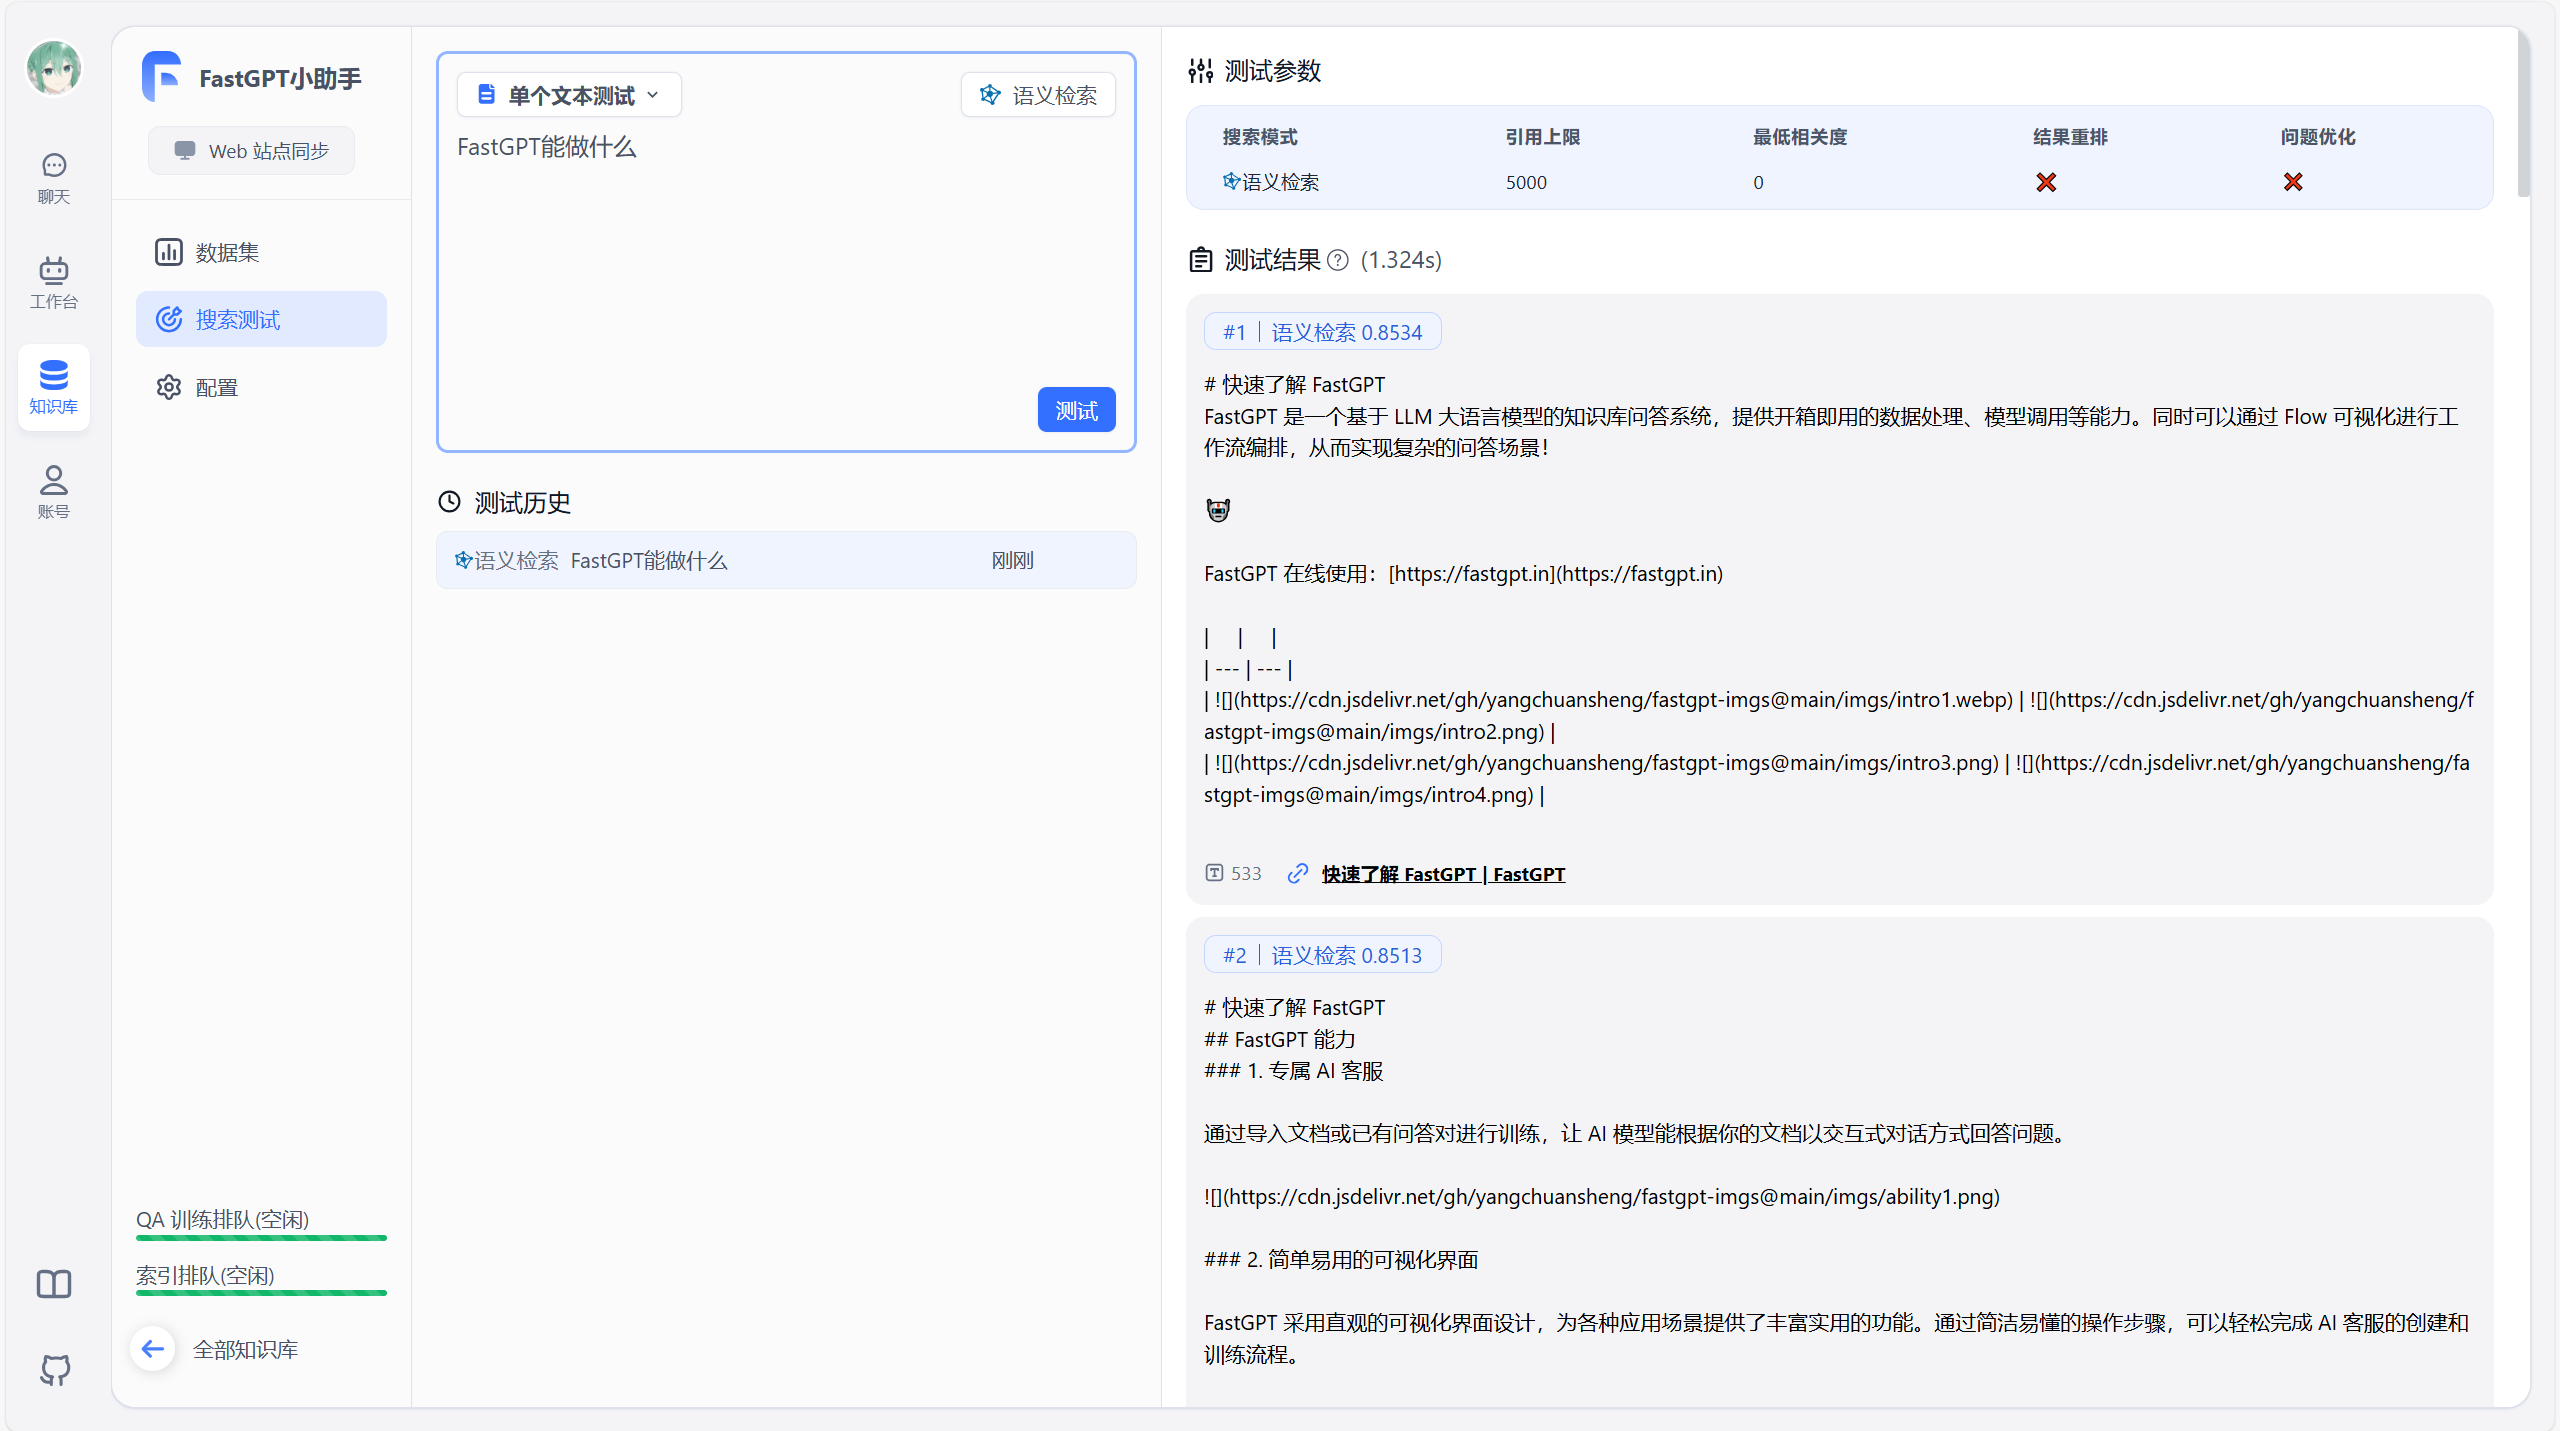 聊天
工作台
知识库
账号
FastGPT小助手
Web 站点同步
数据集
搜索测试
配置
QA 训练排队(空闲)
索引排队(空闲)
全部知识库
单个文本测试
语义检索
FastGPT能做什么
测试
测试历史
语义检索 FastGPT能做什么 刚刚
测试参数
搜索模式 引用上限 最低相关度 结果重排 问题优化
语义检索 5000 0
测试结果 (1.324s)
#1 语义检索 0.8534
# 快速了解 FastGPT
FastGPT 是一个基于 LLM 大语言模型的知识库问答系统，提供开箱即用的数据处理、模型调用等能力。同时可以通过 Flow 可视化进行工
作流编排，从而实现复杂的问答场景！
FastGPT 在线使用：[https://fastgpt.in](https://fastgpt.in)
| | |
| --- | --- |
| ![](https://cdn.jsdelivr.net/gh/yangchuansheng/fastgpt-imgs@main/imgs/intro1.webp) | ![](https://cdn.jsdelivr.net/gh/yangchuansheng/f
astgpt-imgs@main/imgs/intro2.png) |
| ![](https://cdn.jsdelivr.net/gh/yangchuansheng/fastgpt-imgs@main/imgs/intro3.png) | ![](https://cdn.jsdelivr.net/gh/yangchuansheng/fa
stgpt-imgs@main/imgs/intro4.png) |
533 快速了解 FastGPT | FastGPT
#2 语义检索 0.8513
# 快速了解 FastGPT
## FastGPT 能力
### 1. 专属 AI 客服
通过导入文档或已有问答对进行训练，让 AI 模型能根据你的文档以交互式对话方式回答问题。
![](https://cdn.jsdelivr.net/gh/yangchuansheng/fastgpt-imgs@main/imgs/ability1.png)
### 2. 简单易用的可视化界面
FastGPT 采用直观的可视化界面设计，为各种应用场景提供了丰富实用的功能。通过简洁易懂的操作步骤，可以轻松完成 AI 客服的创建和
训练流程。